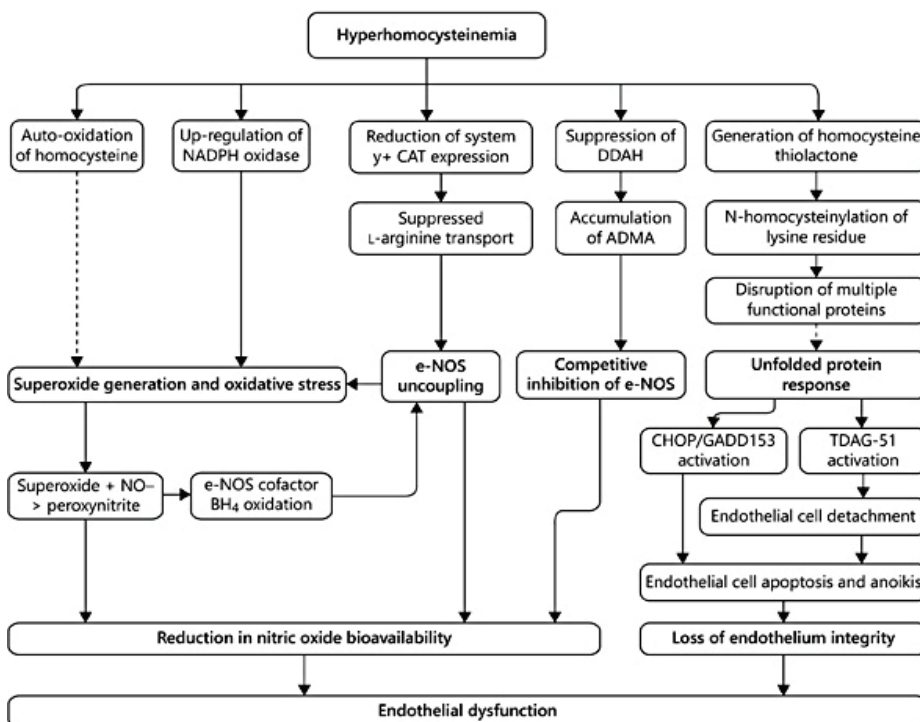 Hyperhomocysteinemia
Auto-oxidation
of homocysteine
Up-regulation of
NADPH oxidase
Reduction of system
y+ CAT expression
Suppression of
DDAH
Generation of homocysteine
thiolactone
Suppressed
L-arginine transport
Accumulation
of ADMA
N-homocysteinylation of
lysine residue
Disruption of multiple
functional proteins
Superoxide generation and oxidative stress
e-NOS
uncoupling
Competitive
inhibition of e-NOS
Unfolded protein
response
CHOP/GADD153
activation
TDAG-51
activation
Superoxide + NO–
> peroxynitrite
e-NOS cofactor
BH₄ oxidation
Endothelial cell detachment
Endothelial cell apoptosis and anoikis
Reduction in nitric oxide bioavailability
Loss of endothelium integrity
Endothelial dysfunction